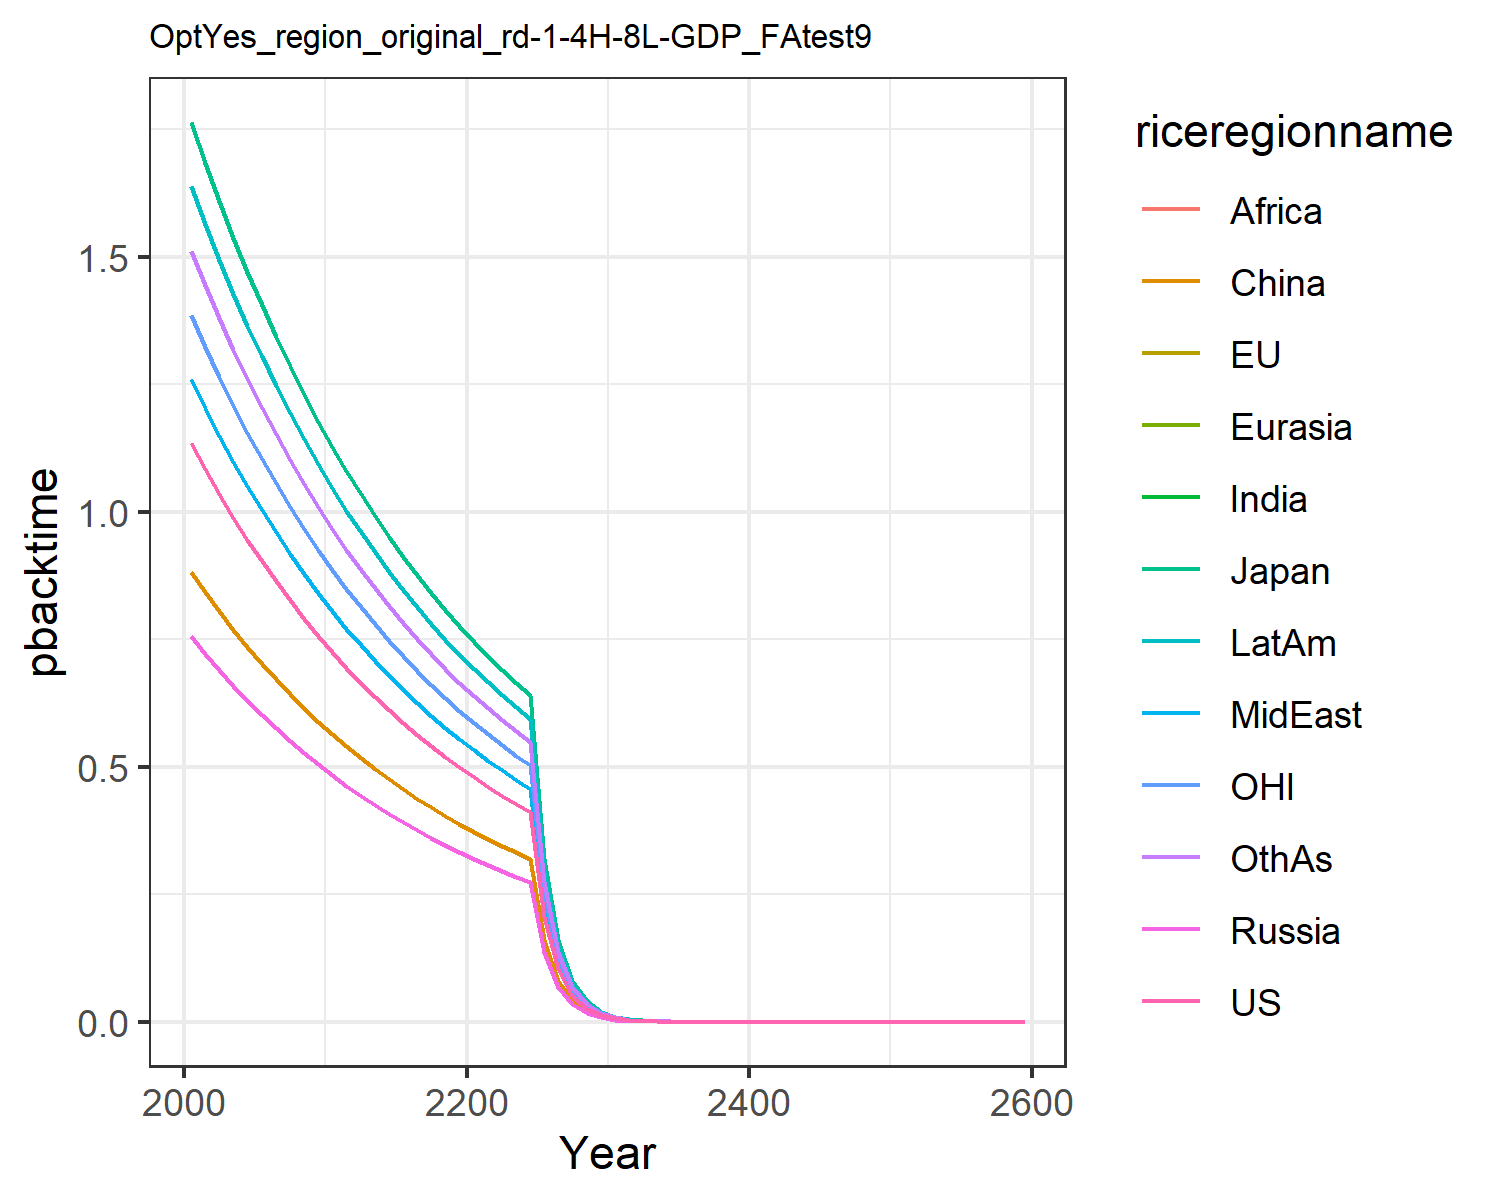 OptYes_region_original_rd-1-4H-8L-GDP_FAtest9
pbacktime
1.5
1.0
0.5
0.0
2000
2200
2400
2600
Year
riceregionname
Africa
China
EU
Eurasia
India
Japan
LatAm
MidEast
OHI
OthAs
Russia
US